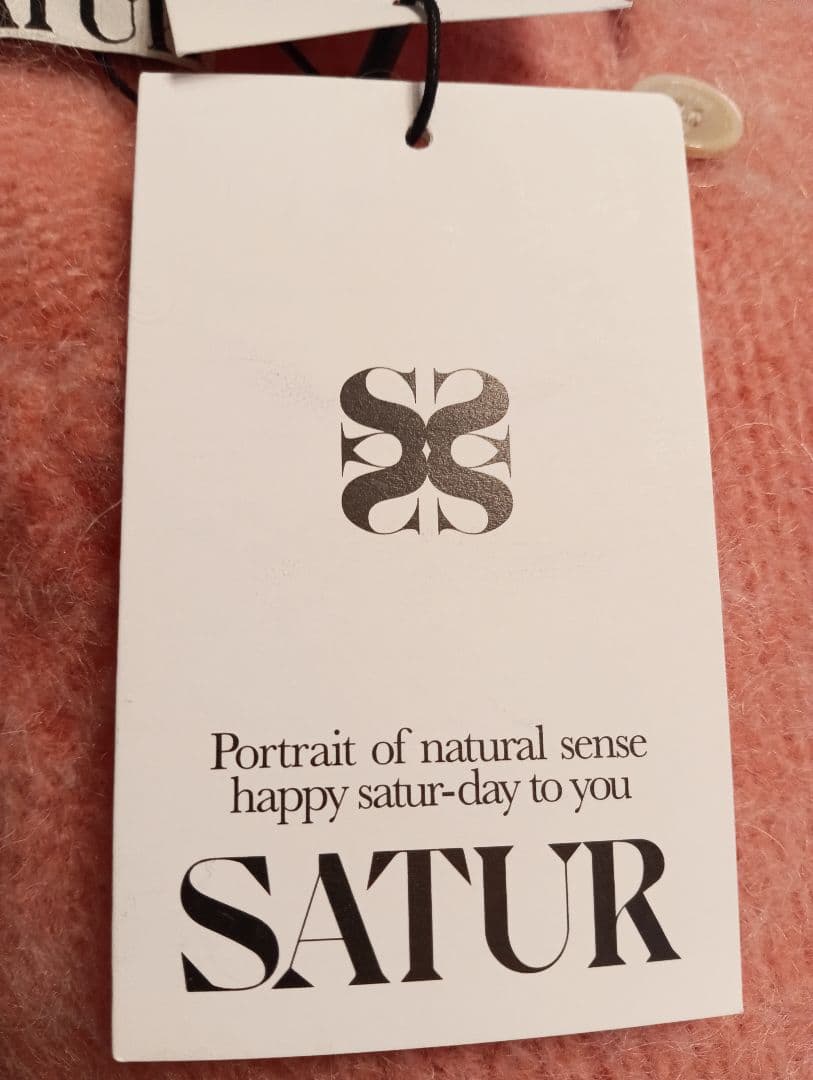 Portrait of natural sense
happy satur-day to you
SATUR